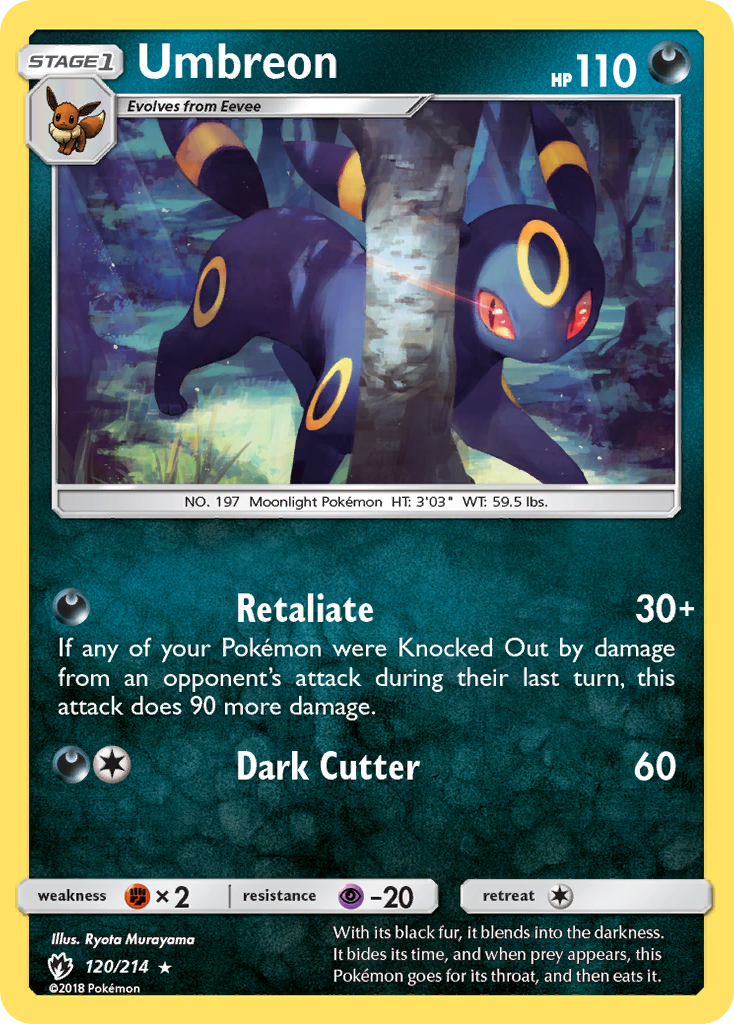 STAGE1
Umbreon
HP 110
Evolves from Eevee
NO. 197 Moonlight Pokémon HT: 3'03" WT: 59.5 lbs.
Retaliate 30+
If any of your Pokémon were Knocked Out by damage
from an opponent's attack during their last turn, this
attack does 90 more damage.
Dark Cutter 60
weakness ×2 resistance -20 retreat
Illus. Ryota Murayama
120/214 ★
©2018 Pokémon
With its black fur, it blends into the darkness.
It bides its time, and when prey appears, this
Pokémon goes for its throat, and then eats it.